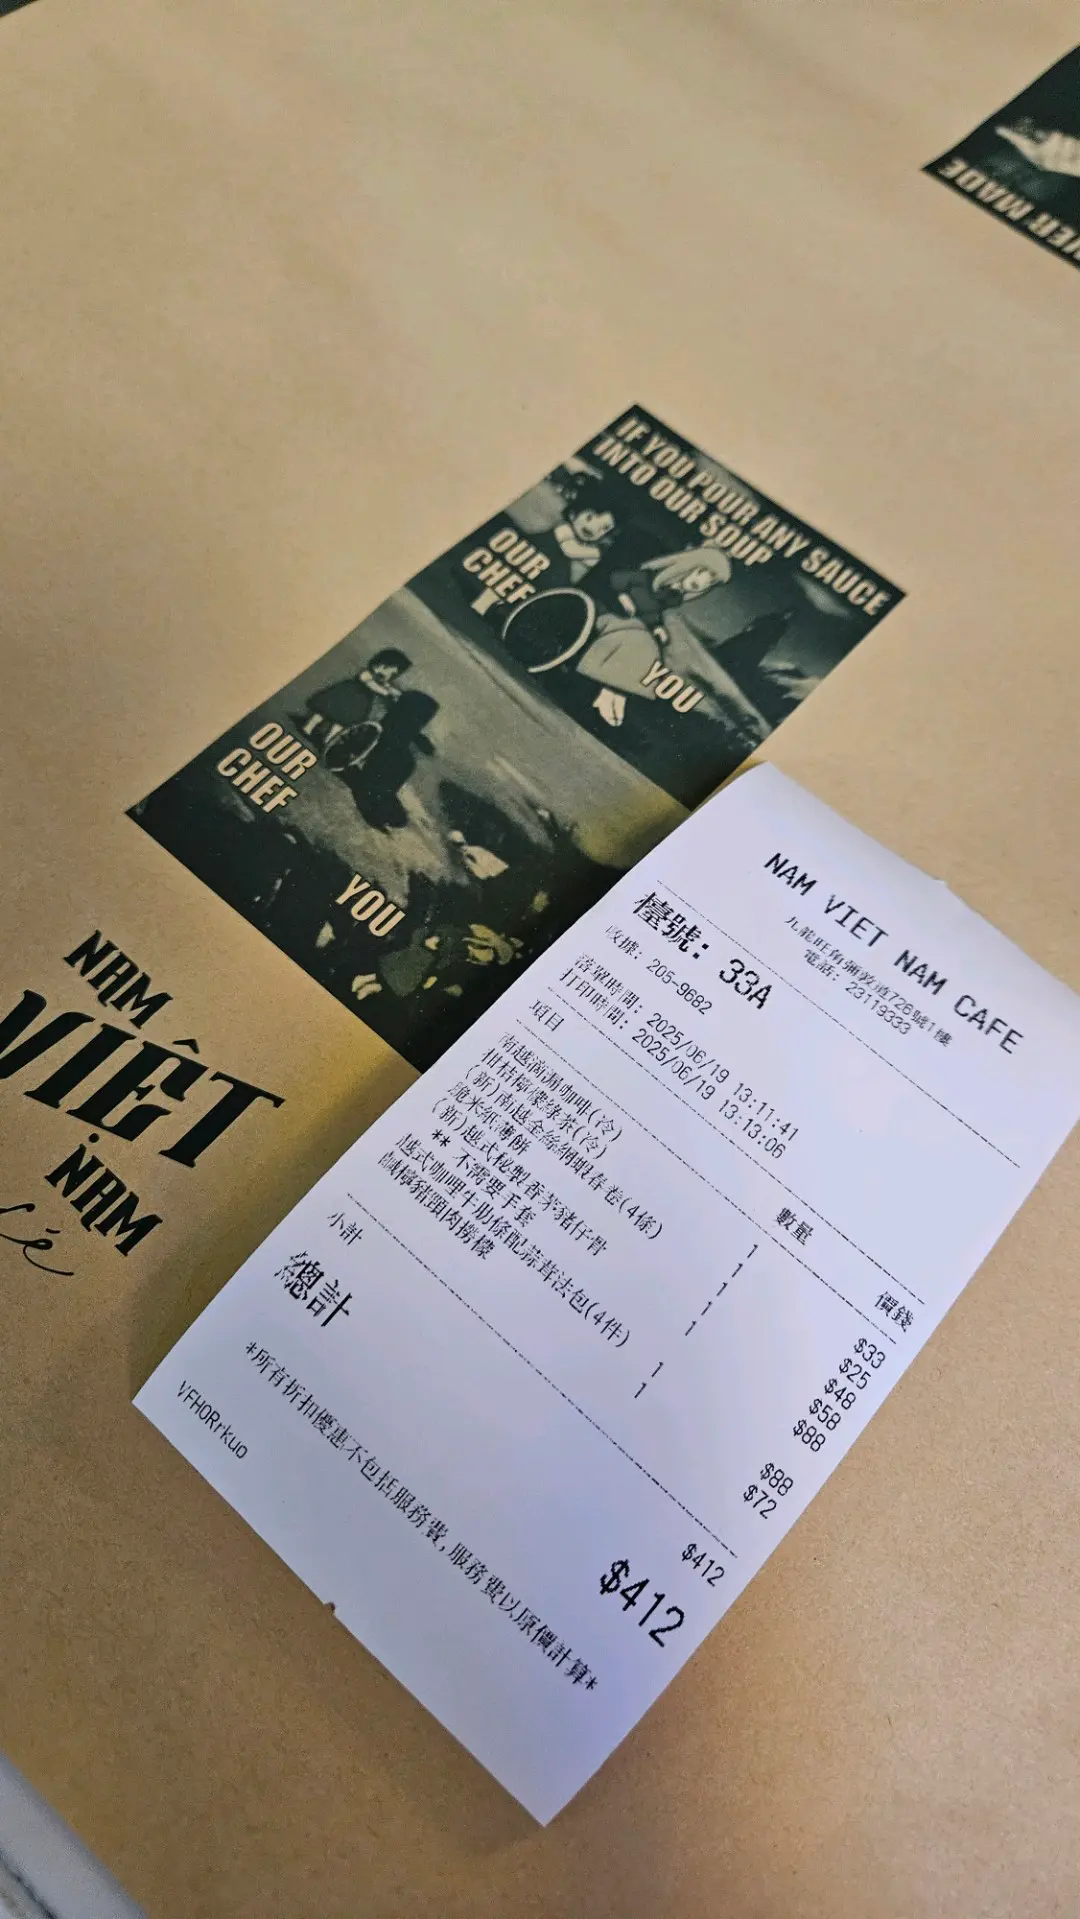 VER MADE
IF YOU POUR ANY SAUCE
INTO OUR SOUP
OUR
CHEF
YOU
OUR
CHEF
YOU
NAM
VIỆT
NAM
NAM VIET NAM CAFE
九龍旺角彌敦道726號1樓
電話: 23119333
檯號: 33A
收據: 205-9682
落單時間: 2025/06/19 13:11:41
打印時間: 2025/06/19 13:13:06
項目 數量 價錢
南越滴漏咖啡(冷) 1 $33
柑桔檸檬綠茶(冷) 1 $25
(新)南越金絲網蝦春卷(4條) 1 $48
脆米紙薄餅 1 $58
(新)越式秘製香茅豬仔骨 1 $88
** 不需要手套
越式咖哩牛肋條配蒜茸法包(4件) 1 $88
鹹檸豬頸肉撈檬 1 $72
小計 $412
總計 $412
*所有折扣優惠不包括服務費,服務費以原價計算*
VFHORrkuo